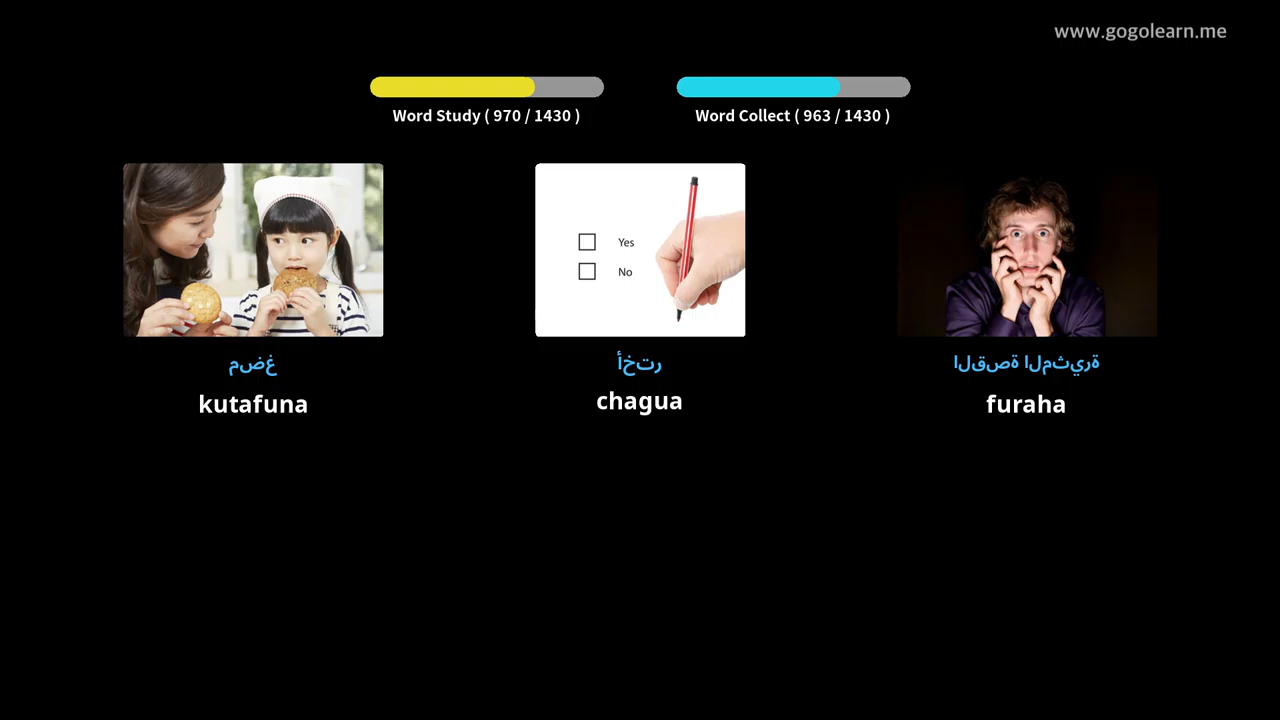 www.gogolearn.me
Word Study ( 970 / 1430 )
Word Collect ( 963 / 1430 )
Yes
No
مضغ
أختر
القصة المثيرة
kutafuna
chagua
furaha